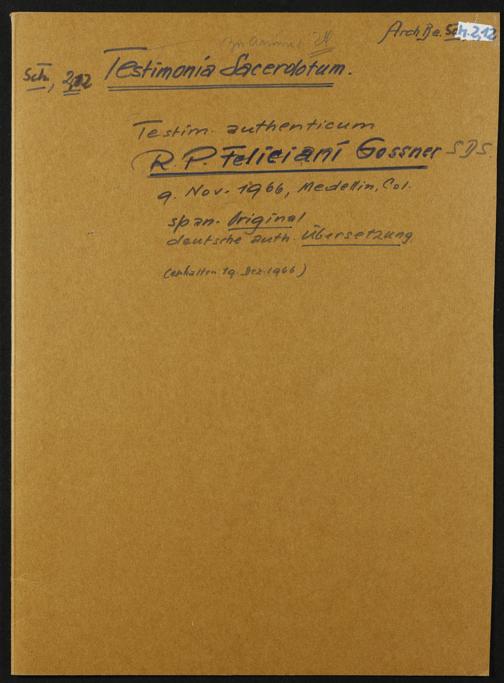 ArchBe. Sch. 2,12
Sch, 2,12
Testimonia Sacerdotum.
Testim. authenticum
R. P. Feliciani Gossner SDS
9. Nov. 1966, Medellin, Col.
span. Original
deutsche auth. Übersetzung
(erhalten 19. Dez. 1966)